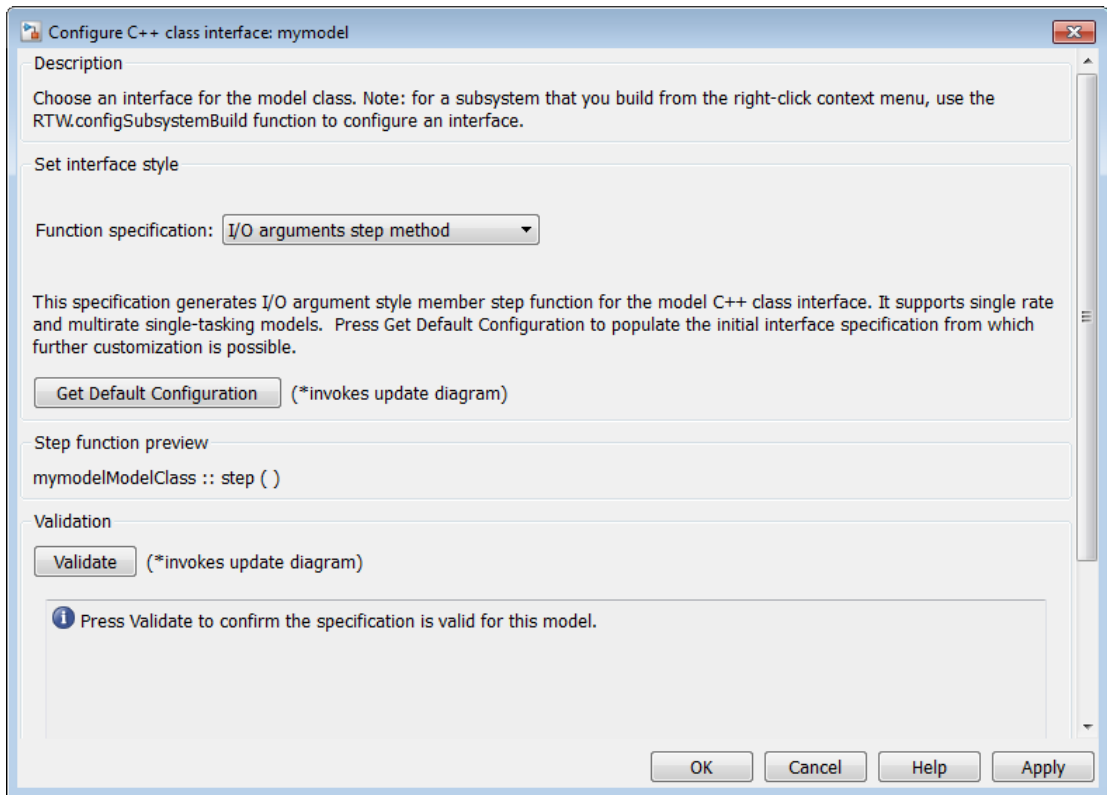 Configure C++ class interface: mymodel
Description
Choose an interface for the model class. Note: for a subsystem that you build from the right-click context menu, use the
RTW.configSubsystemBuild function to configure an interface.
Set interface style
Function specification: I/O arguments step method
This specification generates I/O argument style member step function for the model C++ class interface. It supports single rate
and multirate single-tasking models.  Press Get Default Configuration to populate the initial interface specification from which
further customization is possible.
Get Default Configuration (*invokes update diagram)
Step function preview
mymodelModelClass :: step ( )
Validation
Validate (*invokes update diagram)
Press Validate to confirm the specification is valid for this model.
OK Cancel Help Apply